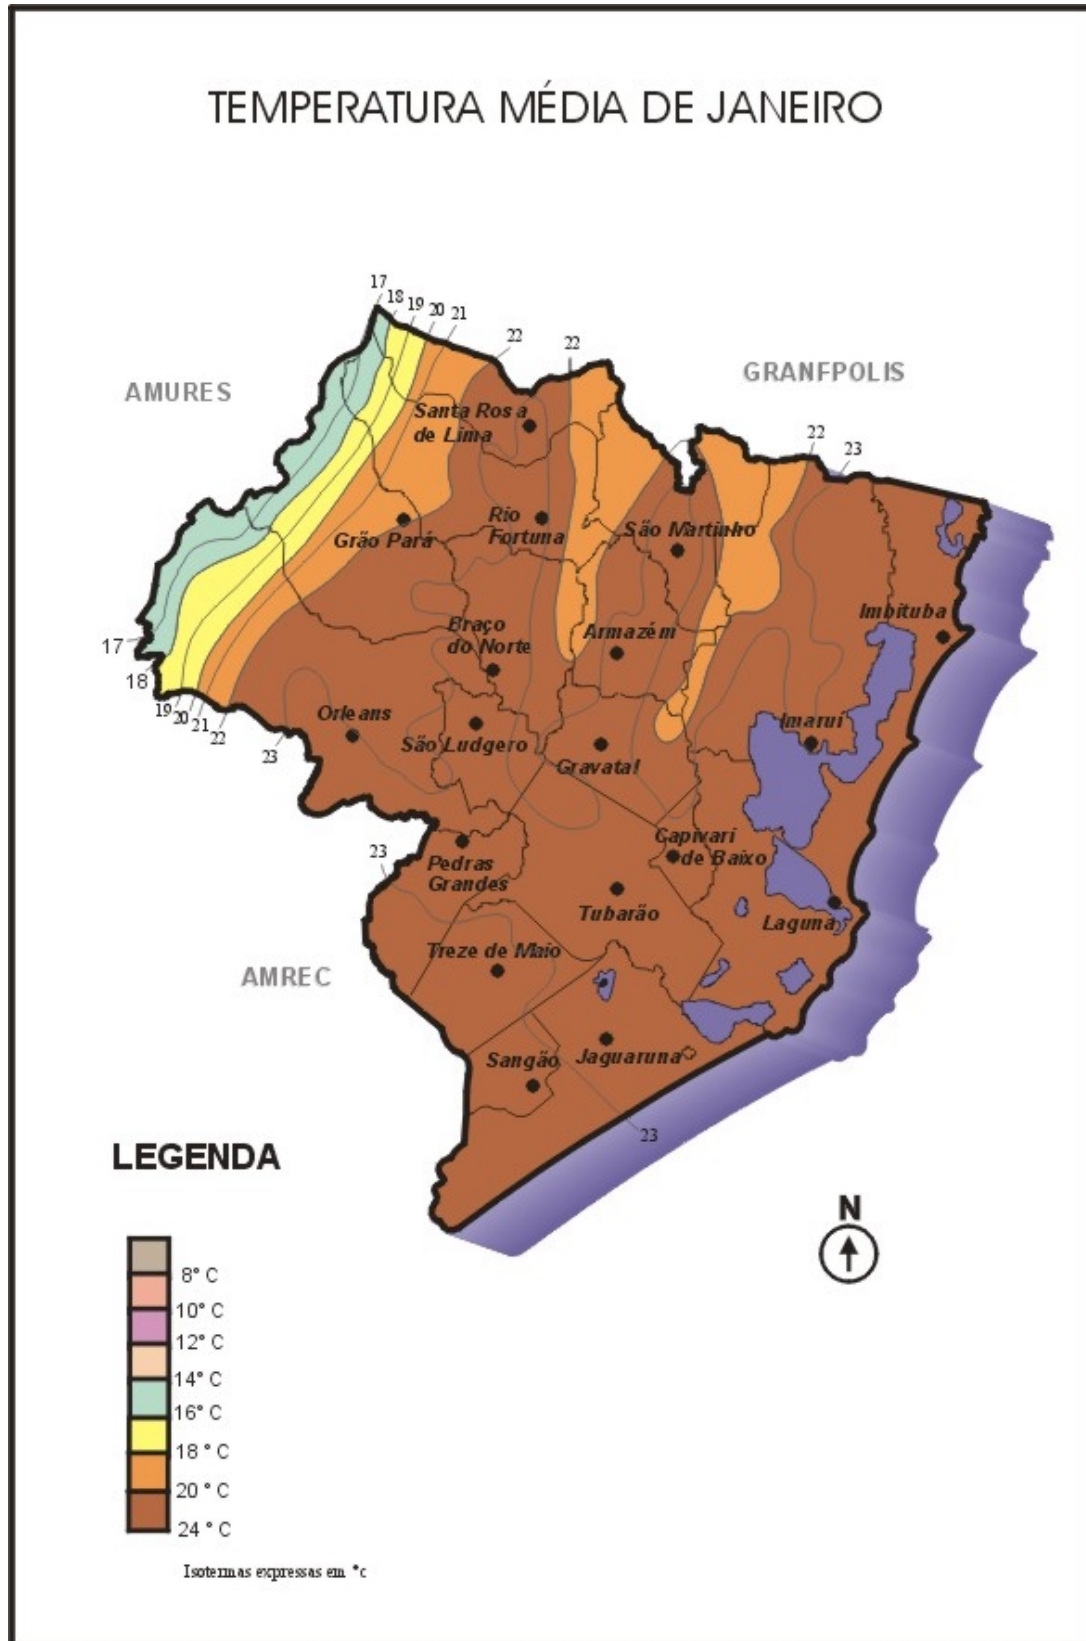 TEMPERATURA MÉDIA DE JANEIRO
17
18
19
20
21
22
22
AMURES
GRANFPOLIS
22
23
Santa Rosa
de Lima
Grão Pará
Rio
Fortuna
São Martinho
Imbituba
Braço
do Norte
Armazém
17
18
19
20
21
22
23
Orleans
São Ludgero
Gravatal
Imaruí
23
Pedras
Grandes
Capivari
de Baixo
Tubarão
Laguna
AMREC
Treze de Maio
Sangão
Jaguaruna
23
LEGENDA
N
8° C
10° C
12° C
14° C
16° C
18 ° C
20 ° C
24 ° C
Isotermas expressas em °c